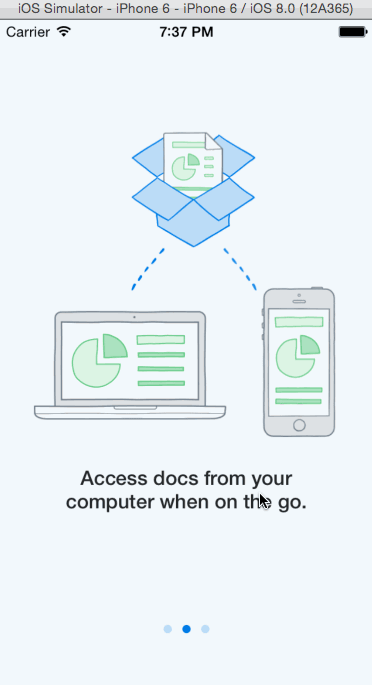 iOS Simulator - iPhone 6 - iPhone 6 / iOS 8.0 (12A365)
Carrier 7:37 PM
Access docs from your
computer when on the go.